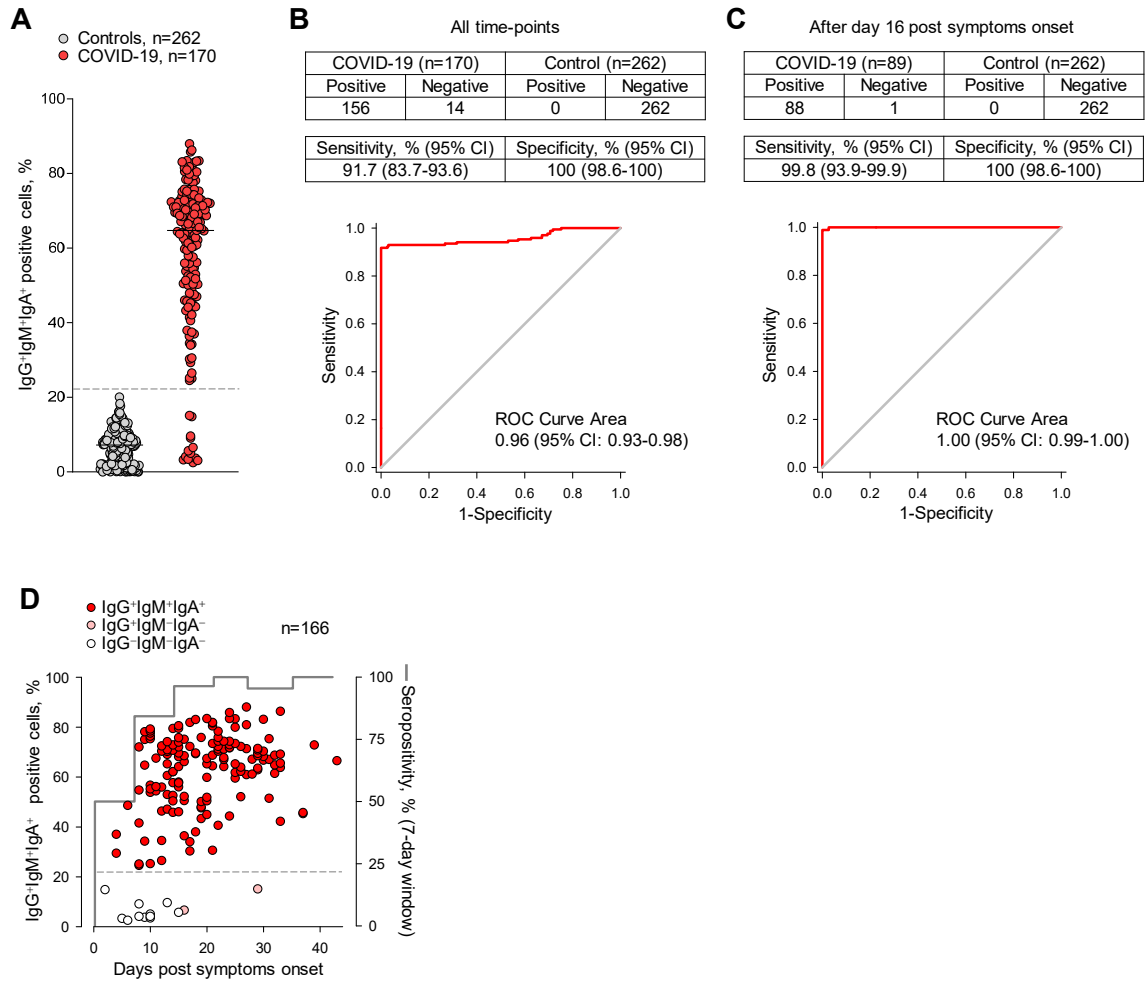 A
Controls, n=262
COVID-19, n=170
IgG⁺IgM⁺IgA⁺ positive cells, %
100
80
60
40
20
0
B
All time-points
COVID-19 (n=170) Control (n=262)
Positive Negative Positive Negative
156 14 0 262
Sensitivity, % (95% CI) Specificity, % (95% CI)
91.7 (83.7-93.6) 100 (98.6-100)
Sensitivity
1.0
0.8
0.6
0.4
0.2
0.0
ROC Curve Area
0.96 (95% CI: 0.93-0.98)
0.0 0.2 0.4 0.6 0.8 1.0
1-Specificity
C
After day 16 post symptoms onset
COVID-19 (n=89) Control (n=262)
Positive Negative Positive Negative
88 1 0 262
Sensitivity, % (95% CI) Specificity, % (95% CI)
99.8 (93.9-99.9) 100 (98.6-100)
Sensitivity
1.0
0.8
0.6
0.4
0.2
0.0
ROC Curve Area
1.00 (95% CI: 0.99-1.00)
0.0 0.2 0.4 0.6 0.8 1.0
1-Specificity
D
IgG⁺IgM⁺IgA⁺
IgG⁺IgM⁻IgA⁻
IgG⁻IgM⁻IgA⁻
n=166
IgG⁺IgM⁺IgA⁺ positive cells, %
100
80
60
40
20
0
100
75
50
25
0
Seropositivity, % (7-day window)
0 10 20 30 40
Days post symptoms onset